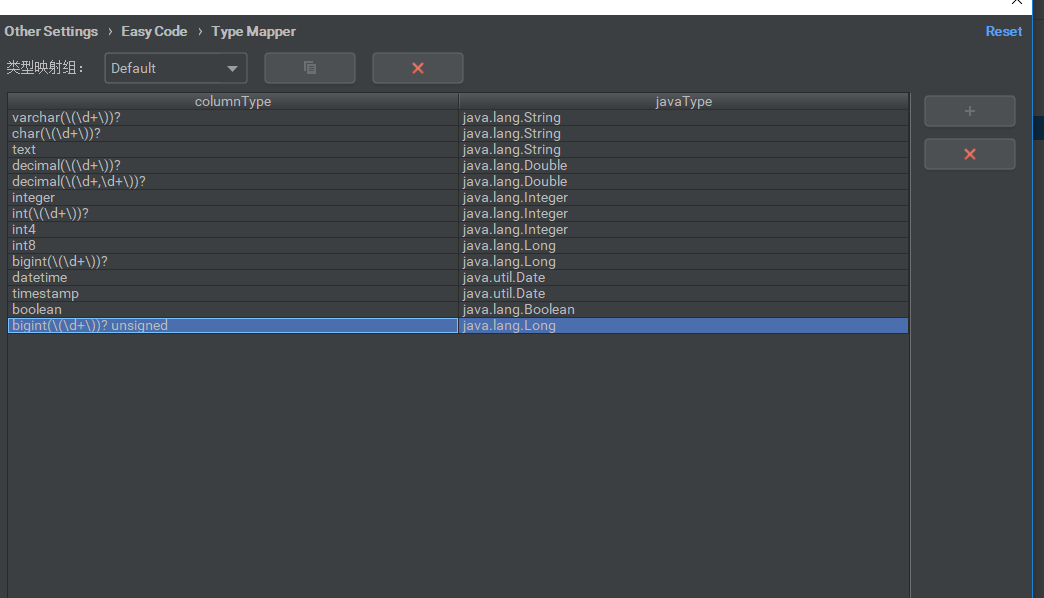 Other Settings › Easy Code › Type Mapper Reset
类型映射组： Default
columnType javaType
varchar(\(\d+\))? java.lang.String
char(\(\d+\))? java.lang.String
text java.lang.String
decimal(\(\d+\))? java.lang.Double
decimal(\(\d+,\d+\))? java.lang.Double
integer java.lang.Integer
int(\(\d+\))? java.lang.Integer
int4 java.lang.Integer
int8 java.lang.Long
bigint(\(\d+\))? java.lang.Long
datetime java.util.Date
timestamp java.util.Date
boolean java.lang.Boolean
bigint(\(\d+\))? unsigned java.lang.Long